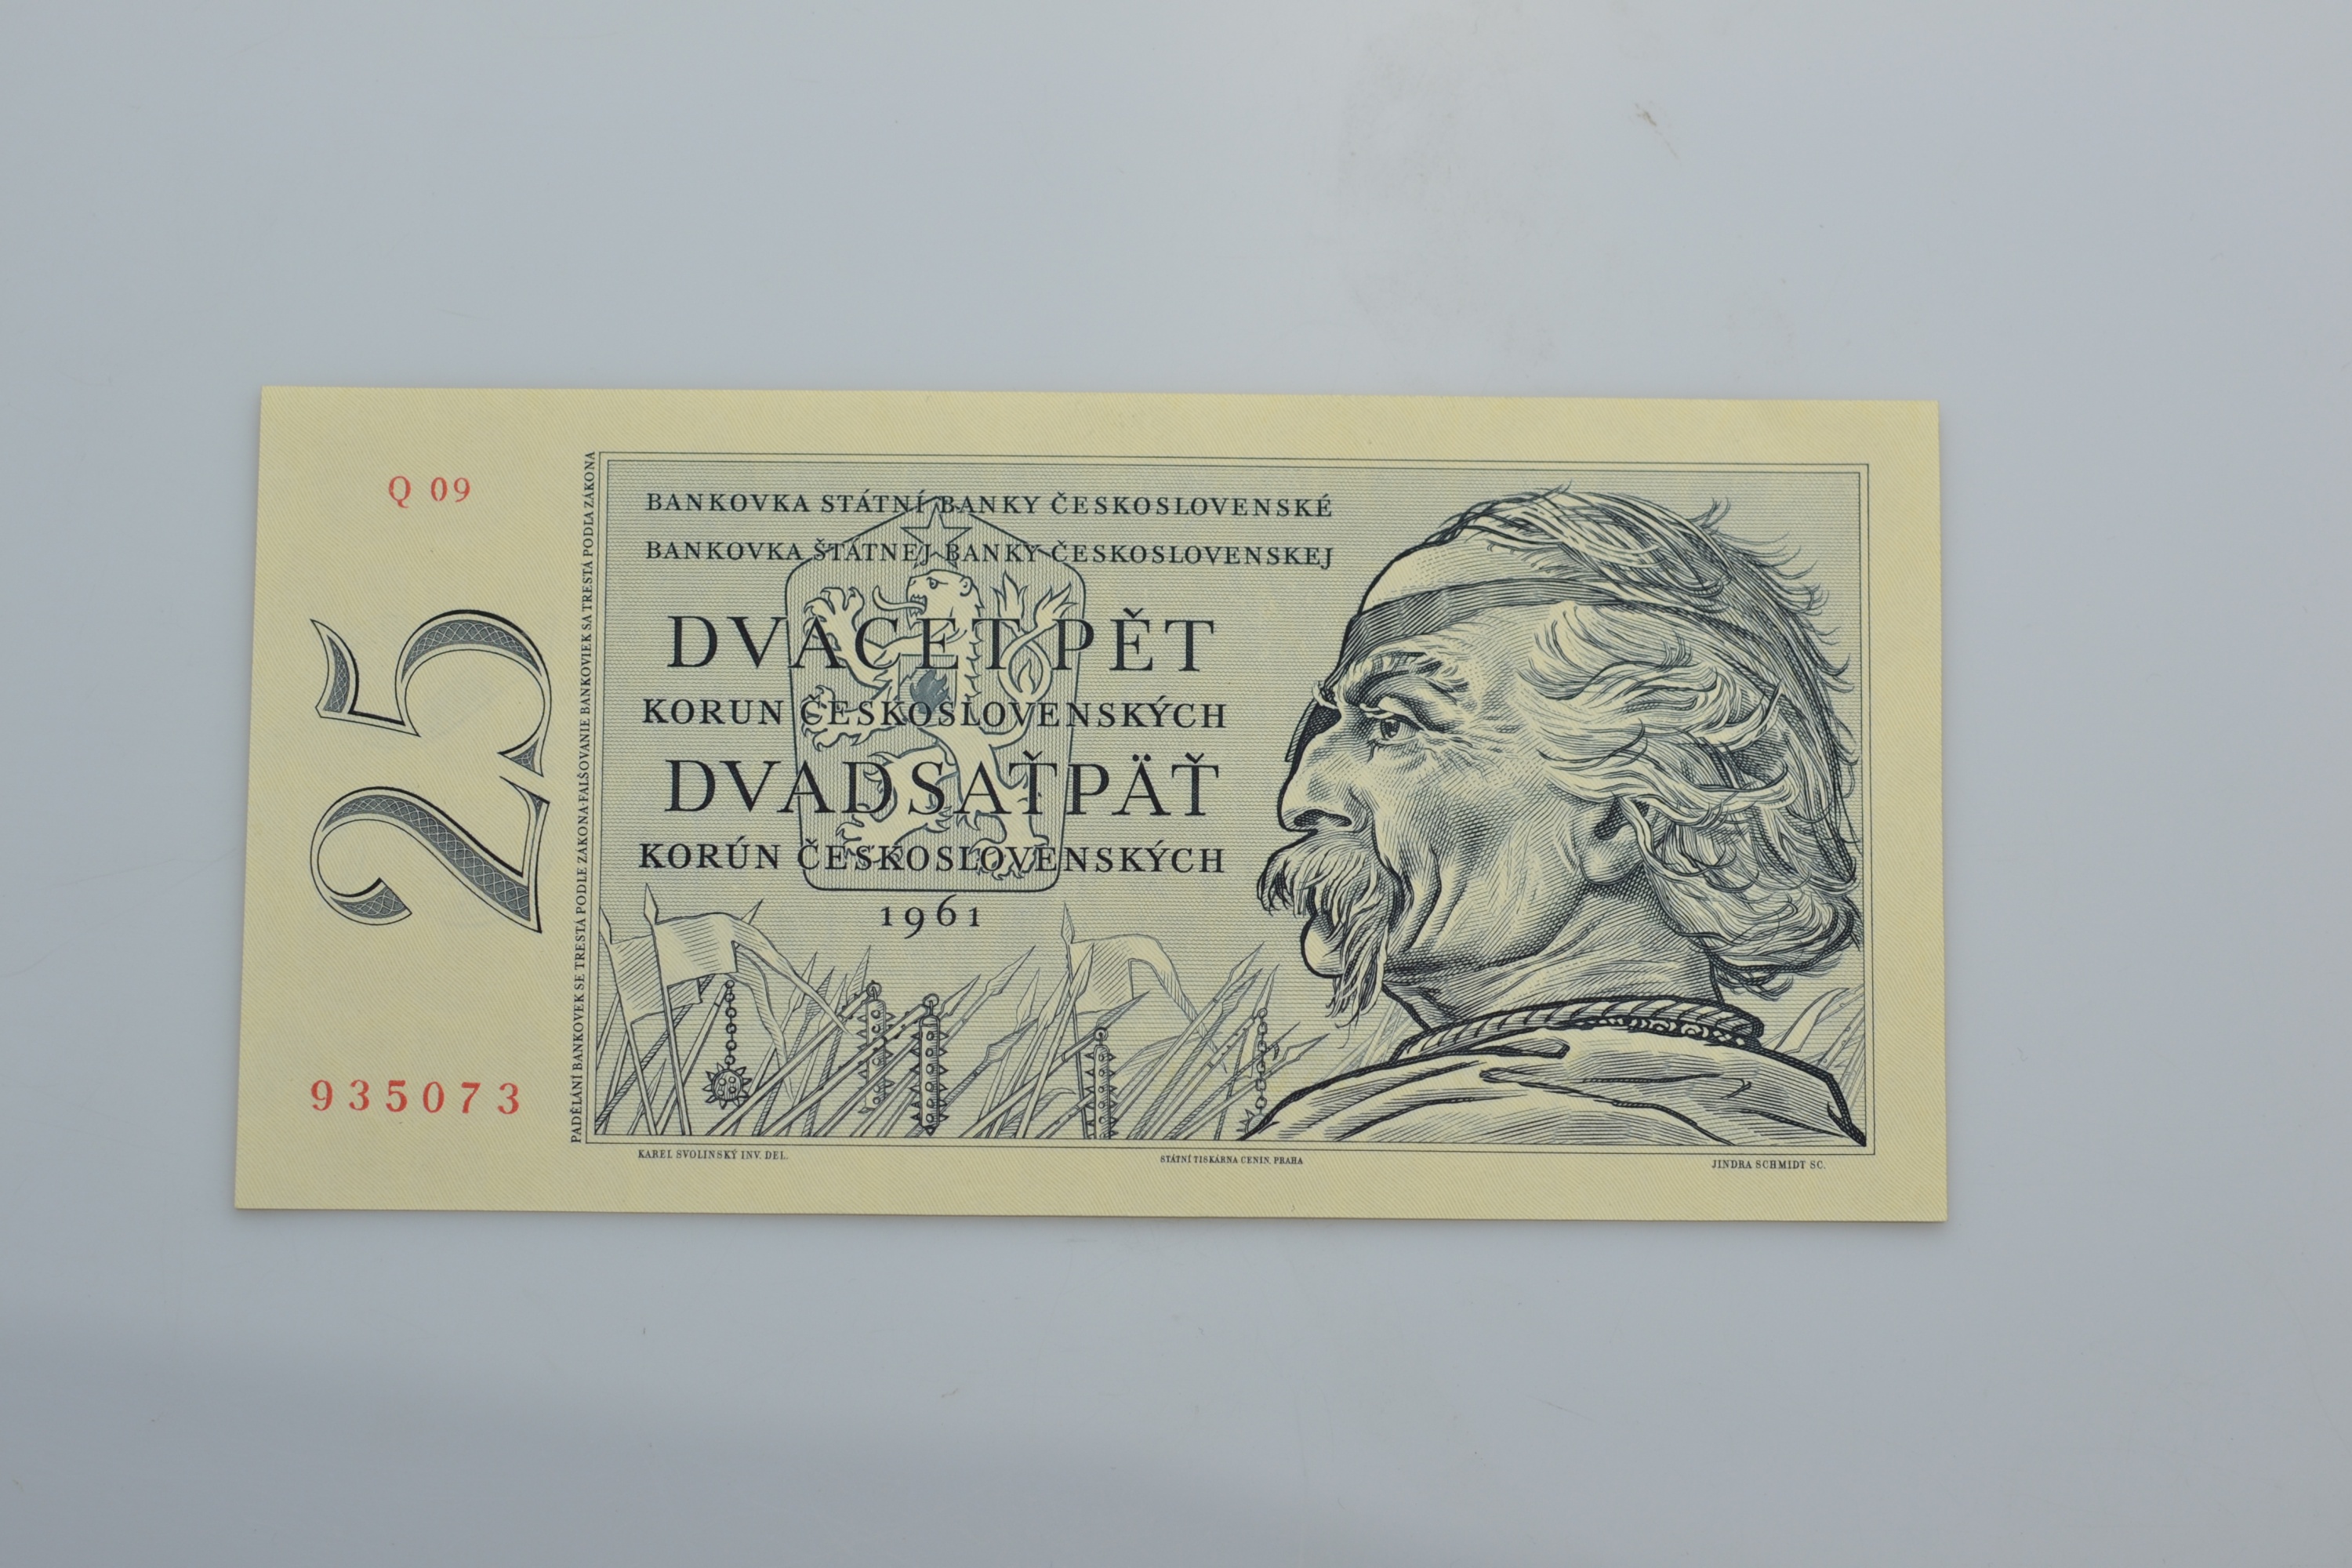 Q 09
25
935073
PADĚLÁNÍ BANKOVEK SE TRESTÁ PODLE ZÁKONA·FALŠOVANIE BANKOVIEK SA TRESTÁ PODĽA ZÁKONA
BANKOVKA STÁTNÍ BANKY ČESKOSLOVENSKÉ
BANKOVKA ŠTÁTNEJ BANKY ČESKOSLOVENSKEJ
DVACET PĚT
KORUN ČESKOSLOVENSKÝCH
DVADSAŤPÄŤ
KORÚN ČESKOSLOVENSKÝCH
1961
KAREL SVOLINSKÝ INV. DEL.
STÁTNÍ TISKÁRNA CENIN, PRAHA
JINDRA SCHMIDT SC.